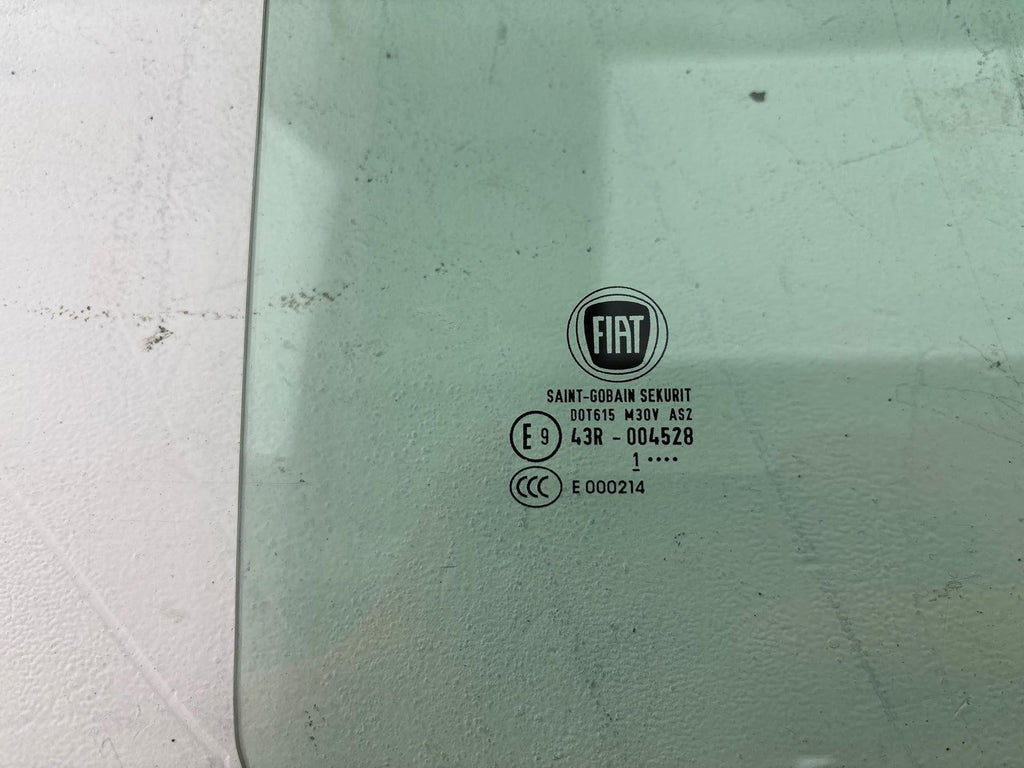 FIAT
SAINT-GOBAIN SEKURIT
DOT615 M30V AS2
E 9 43R - 004528
1 ····
CCC E 000214